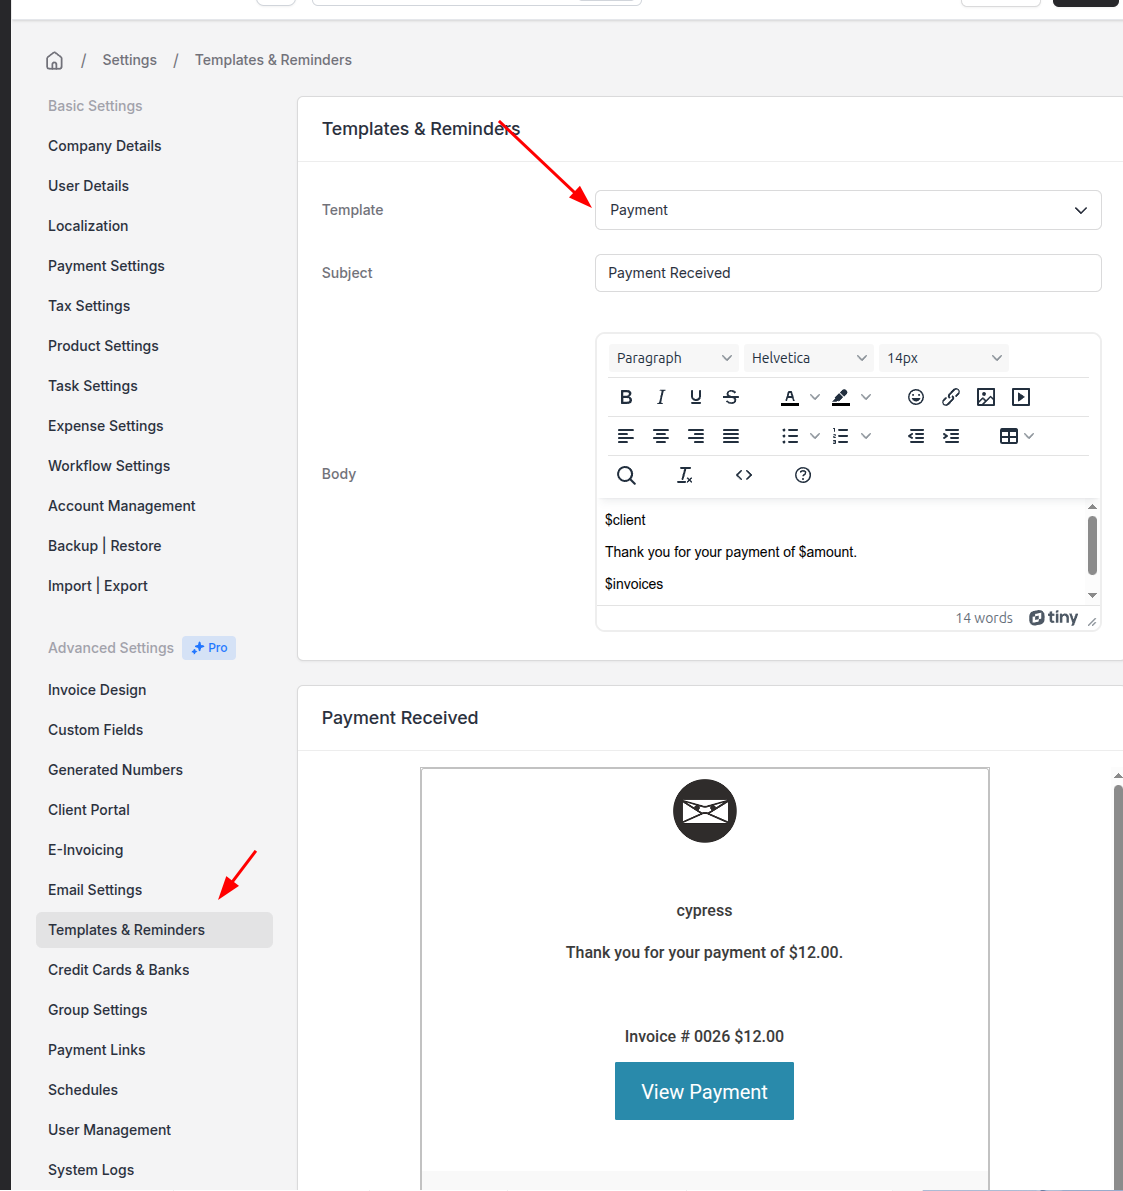 / Settings / Templates & Reminders
Basic Settings
Company Details
User Details
Localization
Payment Settings
Tax Settings
Product Settings
Task Settings
Expense Settings
Workflow Settings
Account Management
Backup | Restore
Import | Export
Advanced Settings Pro
Invoice Design
Custom Fields
Generated Numbers
Client Portal
E-Invoicing
Email Settings
Templates & Reminders
Credit Cards & Banks
Group Settings
Payment Links
Schedules
User Management
System Logs
Templates & Reminders
Template Payment
Subject Payment Received
Body
Paragraph Helvetica 14px
$client
Thank you for your payment of $amount.
$invoices
14 words tiny
Payment Received
cypress
Thank you for your payment of $12.00.
Invoice # 0026 $12.00
View Payment